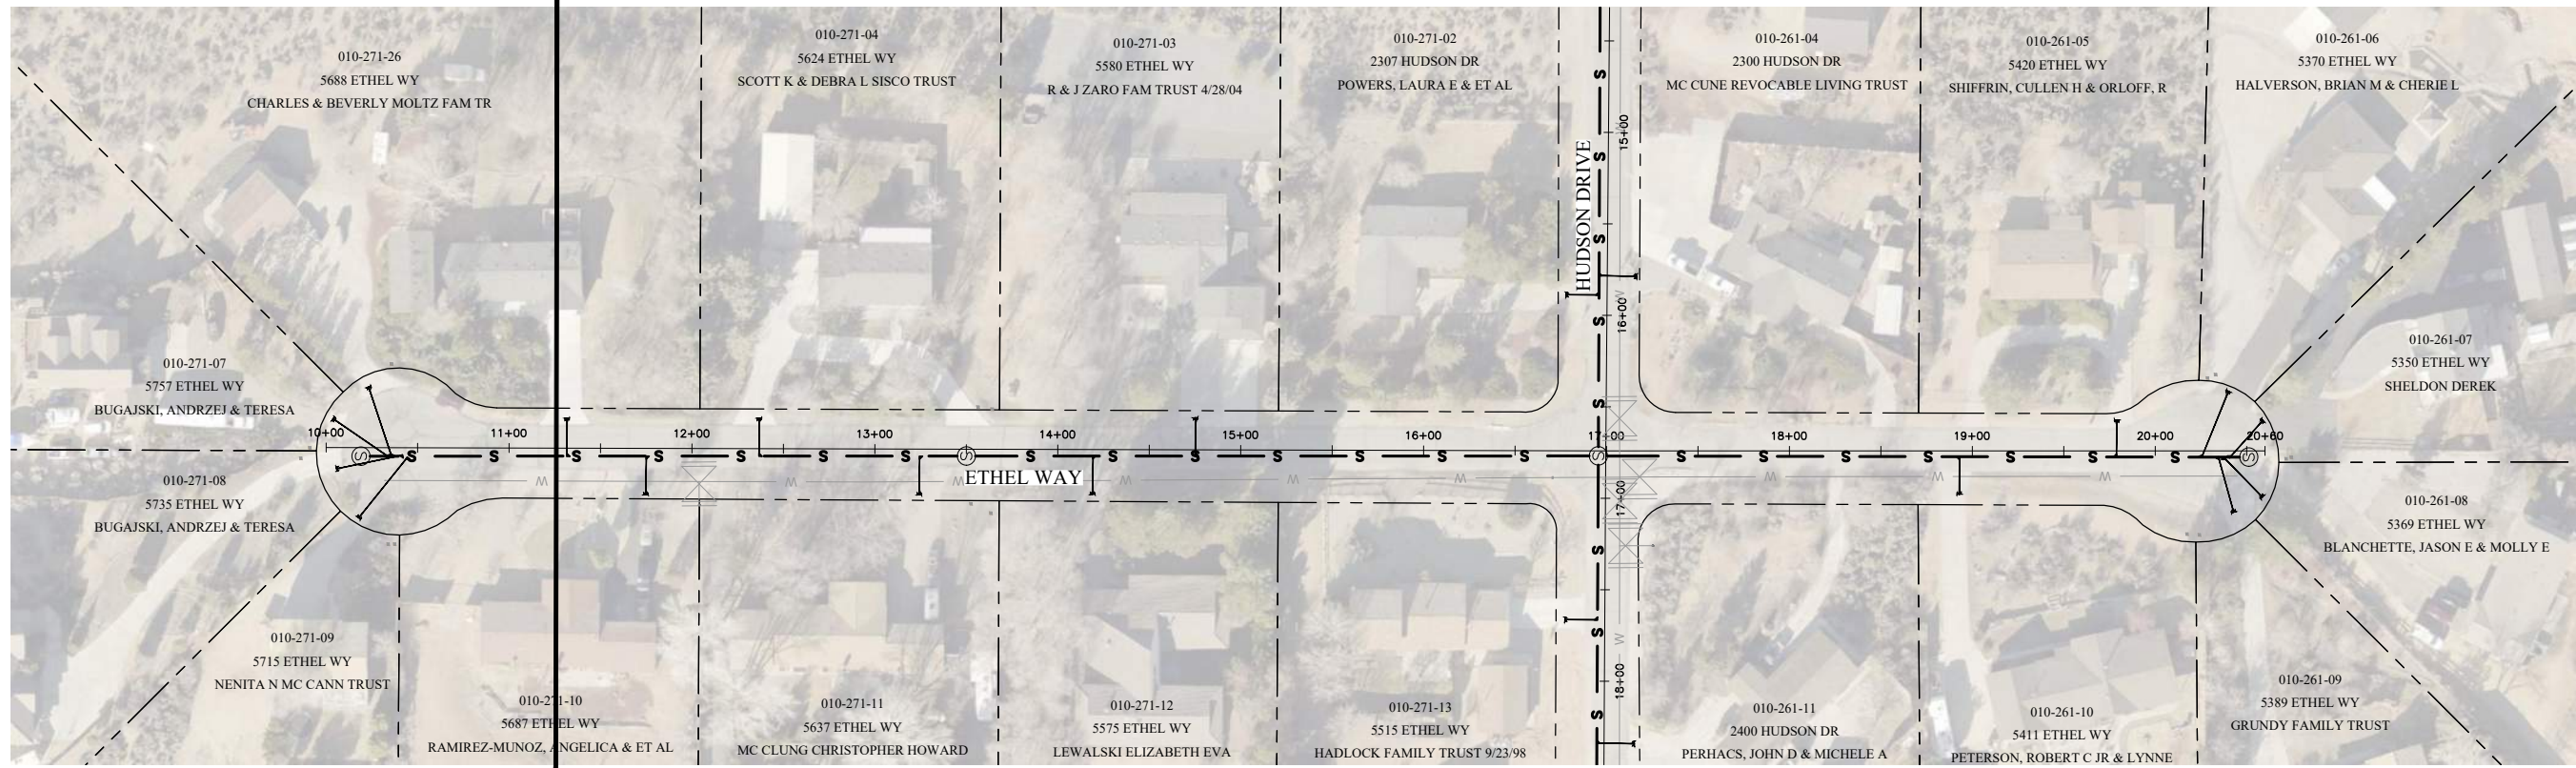 010-271-26
5688 ETHEL WY
CHARLES & BEVERLY MOLTZ FAM TR
010-271-04
5624 ETHEL WY
SCOTT K & DEBRA L SISCO TRUST
010-271-03
5580 ETHEL WY
R & J ZARO FAM TRUST 4/28/04
010-271-02
2307 HUDSON DR
POWERS, LAURA E & ET AL
010-261-04
2300 HUDSON DR
MC CUNE REVOCABLE LIVING TRUST
010-261-05
5420 ETHEL WY
SHIFFRIN, CULLEN H & ORLOFF, R
010-261-06
5370 ETHEL WY
HALVERSON, BRIAN M & CHERIE L
HUDSON DRIVE
S
S
S
S
S
15+00
16+00
W
W
010-271-07
5757 ETHEL WY
BUGAJSKI, ANDRZEJ & TERESA
010-261-07
5350 ETHEL WY
SHELDON DEREK
10+00
11+00
12+00
13+00
14+00
15+00
16+00
17+00
18+00
19+00
20+00
20+60
S S S S S S S S S S S S S S S S S S S S S S S S S S
W W W W W W W W
ETHEL WAY
010-271-08
5735 ETHEL WY
BUGAJSKI, ANDRZEJ & TERESA
010-261-08
5369 ETHEL WY
BLANCHETTE, JASON E & MOLLY E
17+00
S
S
S
W
18+00
010-271-09
5715 ETHEL WY
NENITA N MC CANN TRUST
010-271-10
5687 ETHEL WY
RAMIREZ-MUNOZ, ANGELICA & ET AL
010-271-11
5637 ETHEL WY
MC CLUNG CHRISTOPHER HOWARD
010-271-12
5575 ETHEL WY
LEWALSKI ELIZABETH EVA
010-271-13
5515 ETHEL WY
HADLOCK FAMILY TRUST 9/23/98
010-261-11
2400 HUDSON DR
PERHACS, JOHN D & MICHELE A
010-261-10
5411 ETHEL WY
PETERSON, ROBERT C JR & LYNNE
010-261-09
5389 ETHEL WY
GRUNDY FAMILY TRUST